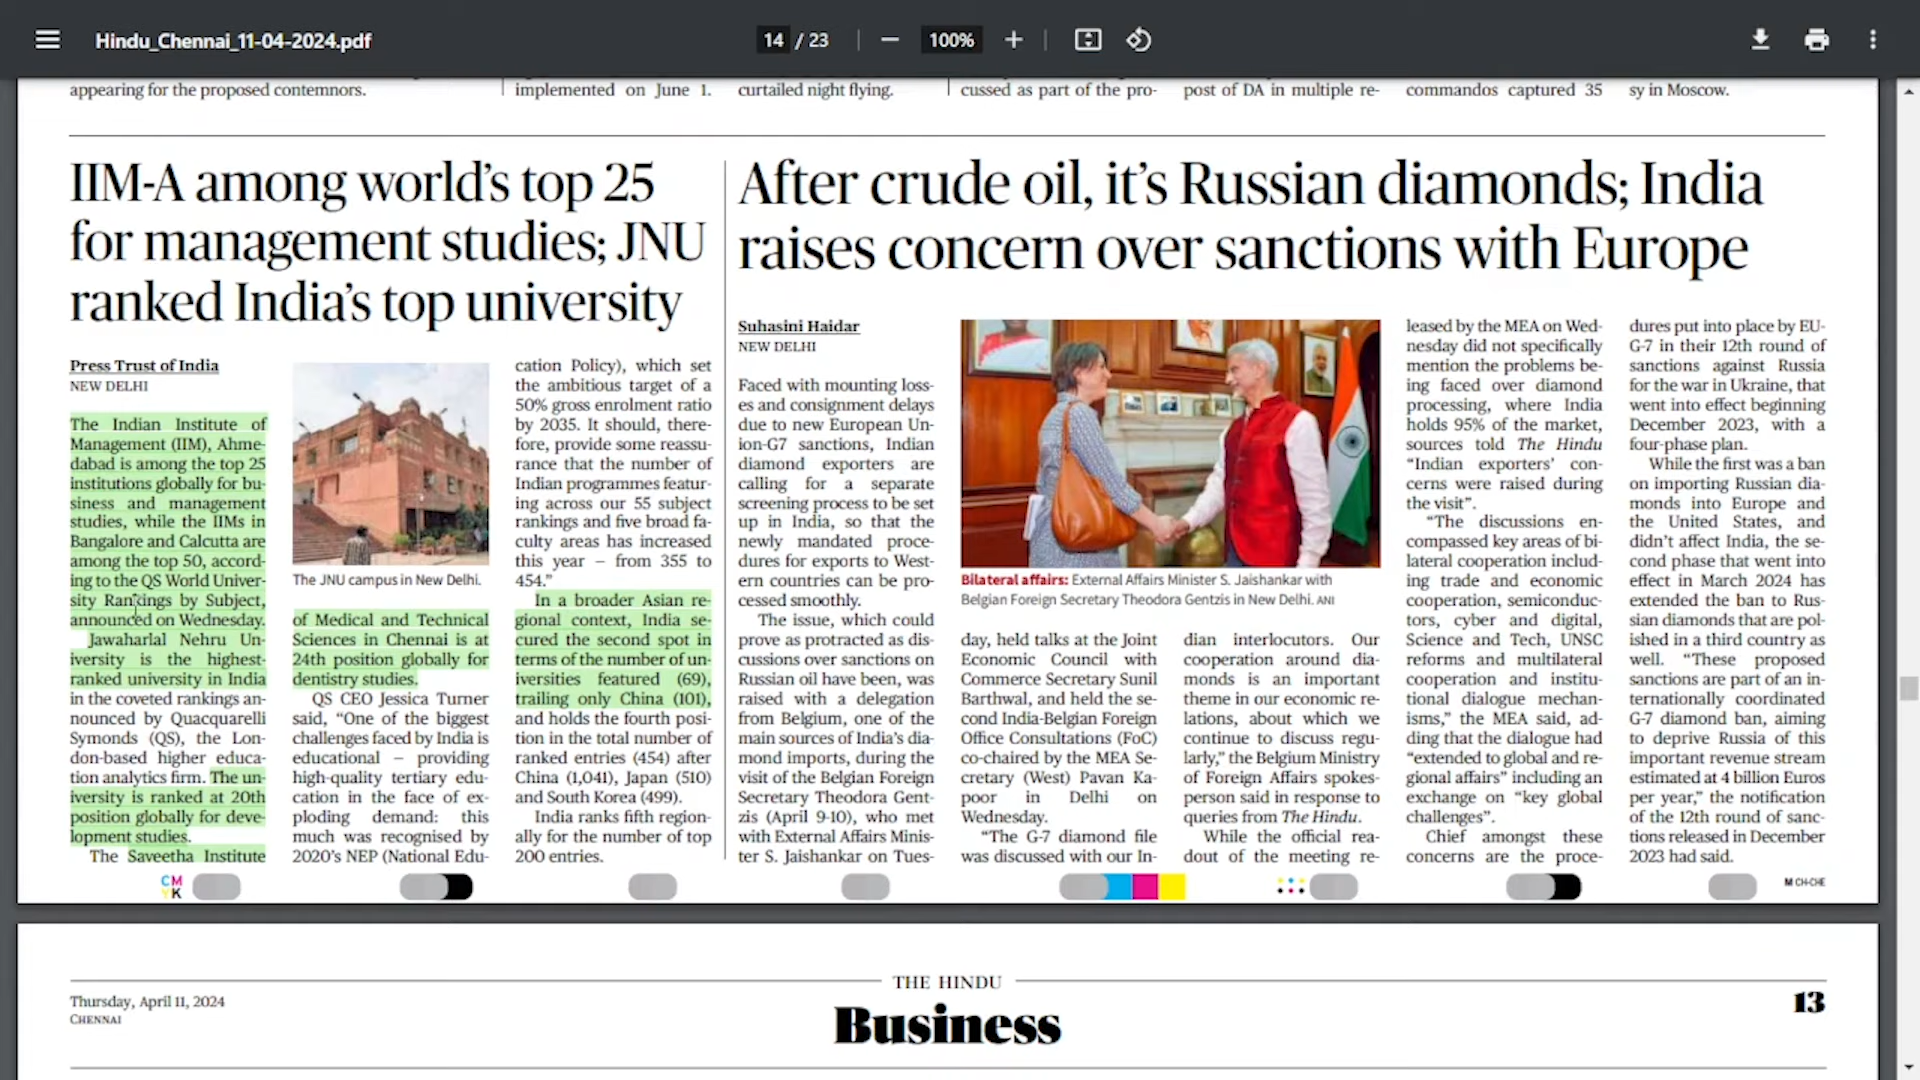 Hindu_Chennai_11-04-2024.pdf
14 / 23
100%
appearing for the proposed contemnors.
implemented on June 1.
curtailed night flying.
cussed as part of the pro-
post of DA in multiple re-
commandos captured 35
sy in Moscow.
IIM-A among world's top 25
for management studies; JNU
ranked India's top university
Press Trust of India
NEW DELHI
The Indian Institute of
Management (IIM), Ahme-
dabad is among the top 25
institutions globally for bu-
siness and management
studies, while the IIMs in
Bangalore and Calcutta are
among the top 50, accord-
ing to the QS World Univer-
sity Rankings by Subject,
announced on Wednesday.
Jawaharlal Nehru Un-
iversity is the highest-
ranked university in India
in the coveted rankings an-
nounced by Quacquarelli
Symonds (QS), the Lon-
don-based higher educa-
tion analytics firm. The un-
iversity is ranked at 20th
position globally for deve-
lopment studies.
The Saveetha Institute
The JNU campus in New Delhi.
of Medical and Technical
Sciences in Chennai is at
24th position globally for
dentistry studies.
QS CEO Jessica Turner
said, “One of the biggest
challenges faced by India is
educational – providing
high-quality tertiary edu-
cation in the face of ex-
ploding demand: this
much was recognised by
2020's NEP (National Edu-
cation Policy), which set
the ambitious target of a
50% gross enrolment ratio
by 2035. It should, there-
fore, provide some reassu-
rance that the number of
Indian programmes featur-
ing across our 55 subject
rankings and five broad fa-
culty areas has increased
this year – from 355 to
454.”
In a broader Asian re-
gional context, India se-
cured the second spot in
terms of the number of un-
iversities featured (69),
trailing only China (101),
and holds the fourth posi-
tion in the total number of
ranked entries (454) after
China (1,041), Japan (510)
and South Korea (499).
India ranks fifth region-
ally for the number of top
200 entries.
After crude oil, it's Russian diamonds; India
raises concern over sanctions with Europe
Suhasini Haidar
NEW DELHI
Faced with mounting loss-
es and consignment delays
due to new European Un-
ion-G7 sanctions, Indian
diamond exporters are
calling for a separate
screening process to be set
up in India, so that the
newly mandated proce-
dures for exports to West-
ern countries can be pro-
cessed smoothly.
The issue, which could
prove as protracted as dis-
cussions over sanctions on
Russian oil have been, was
raised with a delegation
from Belgium, one of the
main sources of India's dia-
mond imports, during the
visit of the Belgian Foreign
Secretary Theodora Gent-
zis (April 9-10), who met
with External Affairs Minis-
ter S. Jaishankar on Tues-
Bilateral affairs: External Affairs Minister S. Jaishankar with
Belgian Foreign Secretary Theodora Gentzis in New Delhi. ANI
day, held talks at the Joint
Economic Council with
Commerce Secretary Sunil
Barthwal, and held the se-
cond India-Belgian Foreign
Office Consultations (FoC)
co-chaired by the MEA Se-
cretary (West) Pavan Ka-
poor in Delhi on
Wednesday.
“The G-7 diamond file
was discussed with our In-
dian interlocutors. Our
cooperation around dia-
monds is an important
theme in our economic re-
lations, about which we
continue to discuss regu-
larly,” the Belgium Ministry
of Foreign Affairs spokes-
person said in response to
queries from The Hindu.
While the official rea-
dout of the meeting re-
leased by the MEA on Wed-
nesday did not specifically
mention the problems be-
ing faced over diamond
processing, where India
holds 95% of the market,
sources told The Hindu
“Indian exporters' con-
cerns were raised during
the visit”.
“The discussions en-
compassed key areas of bi-
lateral cooperation includ-
ing trade and economic
cooperation, semiconduc-
tors, cyber and digital,
Science and Tech, UNSC
reforms and multilateral
cooperation and institu-
tional dialogue mechan-
isms,” the MEA said, ad-
ding that the dialogue had
“extended to global and re-
gional affairs” including an
exchange on “key global
challenges”.
Chief amongst these
concerns are the proce-
dures put into place by EU-
G-7 in their 12th round of
sanctions against Russia
for the war in Ukraine, that
went into effect beginning
December 2023, with a
four-phase plan.
While the first was a ban
on importing Russian dia-
monds into Europe and
the United States, and
didn't affect India, the se-
cond phase that went into
effect in March 2024 has
extended the ban to Rus-
sian diamonds that are pol-
ished in a third country as
well. “These proposed
sanctions are part of an in-
ternationally coordinated
G-7 diamond ban, aiming
to deprive Russia of this
important revenue stream
estimated at 4 billion Euros
per year,” the notification
of the 12th round of sanc-
tions released in December
2023 had said.
CM
YK
M CH-CHE
THE HINDU
Thursday, April 11, 2024
CHENNAI
Business
13